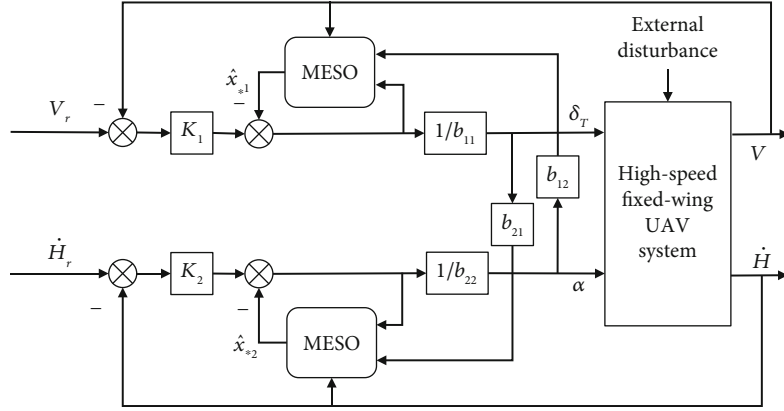 External
disturbance
MESO
x̂*1
−
−
V_r
K_1
1/b_11
δ_T
V
b_12
High-speed
fixed-wing
UAV
system
b_21
Ḣ_r
K_2
1/b_22
α
Ḣ
−
−
x̂*2
MESO